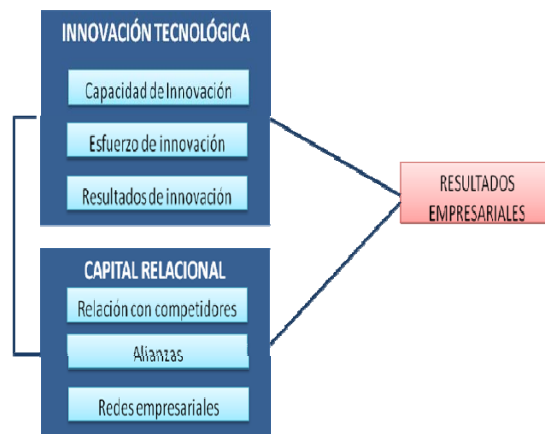 INNOVACIÓN TECNOLÓGICA
Capacidad de Innovación
Esfuerzo de innovación
Resultados de innovación
RESULTADOS
EMPRESARIALES
CAPITAL RELACIONAL
Relación con competidores
Alianzas
Redes empresariales